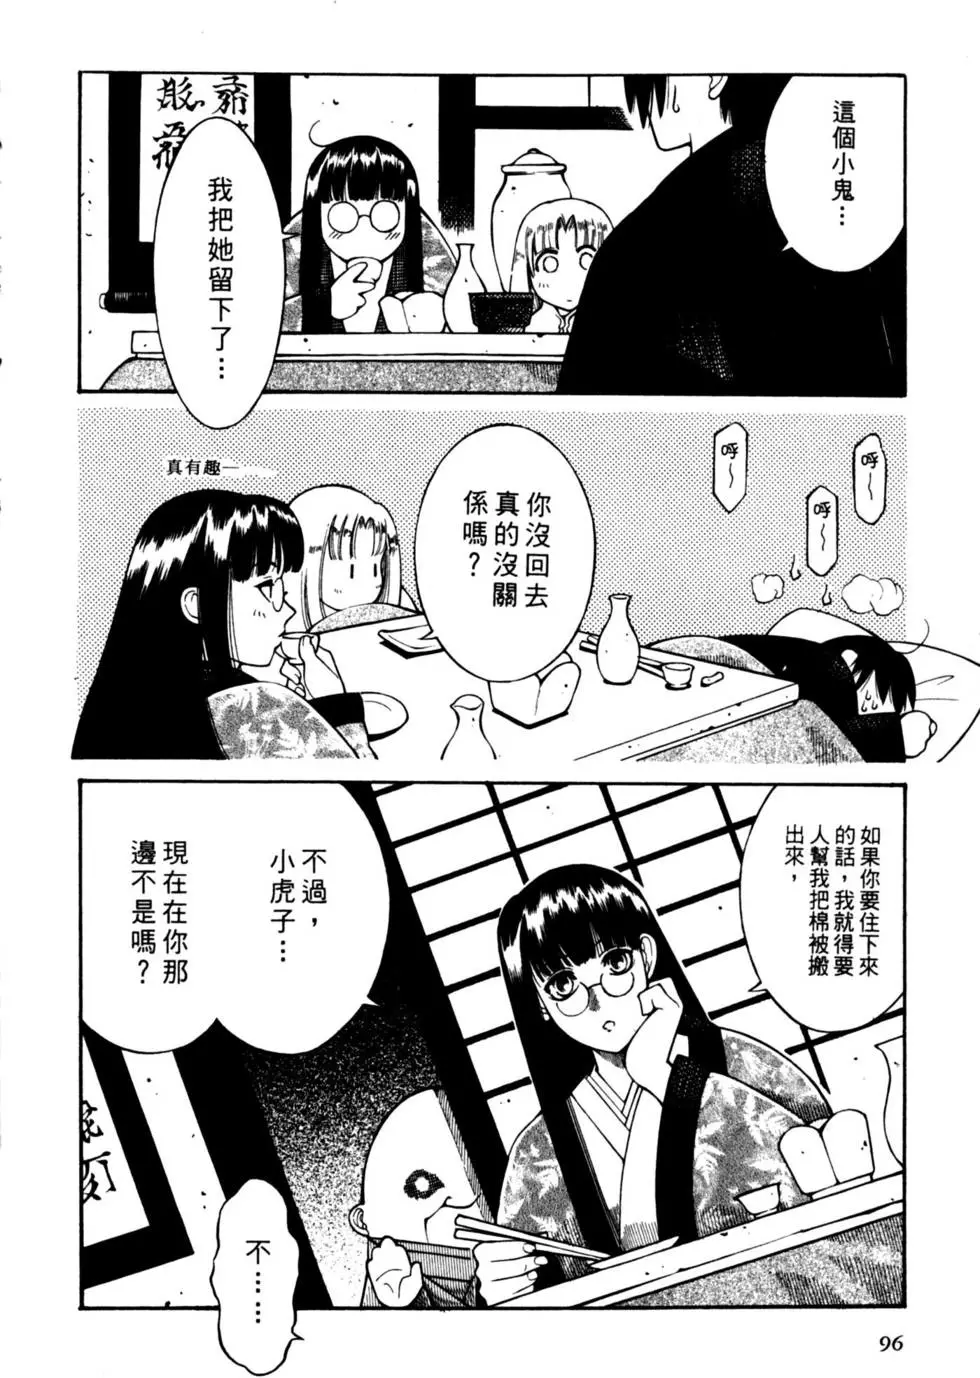 這個小鬼…
我把她留下了…
呼～
呼～
呼～
你沒回去
真的沒關
係嗎？
真有趣—
如果你要住下來
的話，我就得要
人幫我把棉被搬
出來，
不過，
小虎子…
現在在你那
邊不是嗎？
不……
96